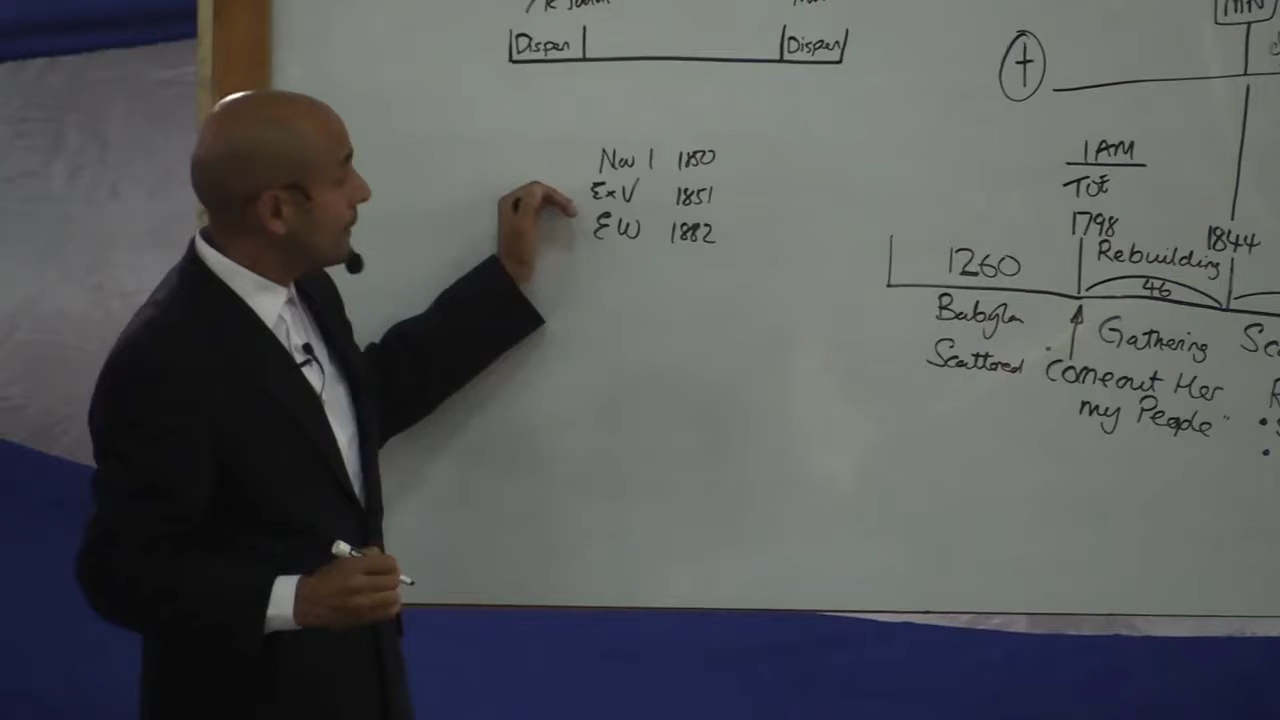 Dispen
Dispen
Nov 1 1850
ExV 1851
EW 1882
1AM
TOE
1798
1844
1260
Rebuilding
46
Babylon
Scattered
Gathering
"Come out Her
my People"